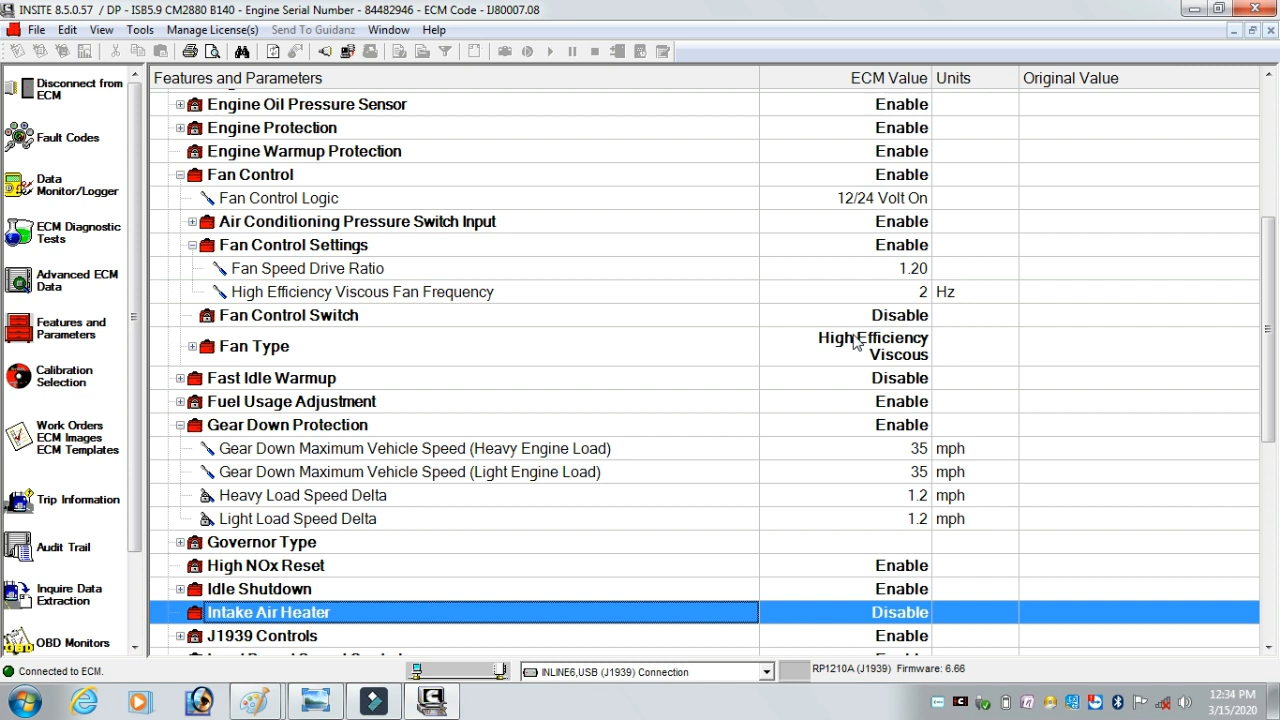 INSITE 8.5.0.57 / DP - ISB5.9 CM2880 B140 - Engine Serial Number - 84482946 - ECM Code - IJ80007.08
File Edit View Tools Manage License(s) Send To Guidanz Window Help
Disconnect from
ECM
Fault Codes
Data
Monitor/Logger
ECM Diagnostic
Tests
Advanced ECM
Data
Features and
Parameters
Calibration
Selection
Work Orders
ECM Images
ECM Templates
Trip Information
Audit Trail
Inquire Data
Extraction
OBD Monitors
Features and Parameters ECM Value Units Original Value
Engine Oil Pressure Sensor Enable
Engine Protection Enable
Engine Warmup Protection Enable
Fan Control Enable
Fan Control Logic 12/24 Volt On
Air Conditioning Pressure Switch Input Enable
Fan Control Settings Enable
Fan Speed Drive Ratio 1.20
High Efficiency Viscous Fan Frequency 2 Hz
Fan Control Switch Disable
Fan Type High Efficiency
Viscous
Fast Idle Warmup Disable
Fuel Usage Adjustment Enable
Gear Down Protection Enable
Gear Down Maximum Vehicle Speed (Heavy Engine Load) 35 mph
Gear Down Maximum Vehicle Speed (Light Engine Load) 35 mph
Heavy Load Speed Delta 1.2 mph
Light Load Speed Delta 1.2 mph
Governor Type
High NOx Reset Enable
Idle Shutdown Enable
Intake Air Heater Disable
J1939 Controls Enable
Connected to ECM. INLINE6,USB (J1939) Connection RP1210A (J1939) Firmware: 6.66
12:34 PM
3/15/2020